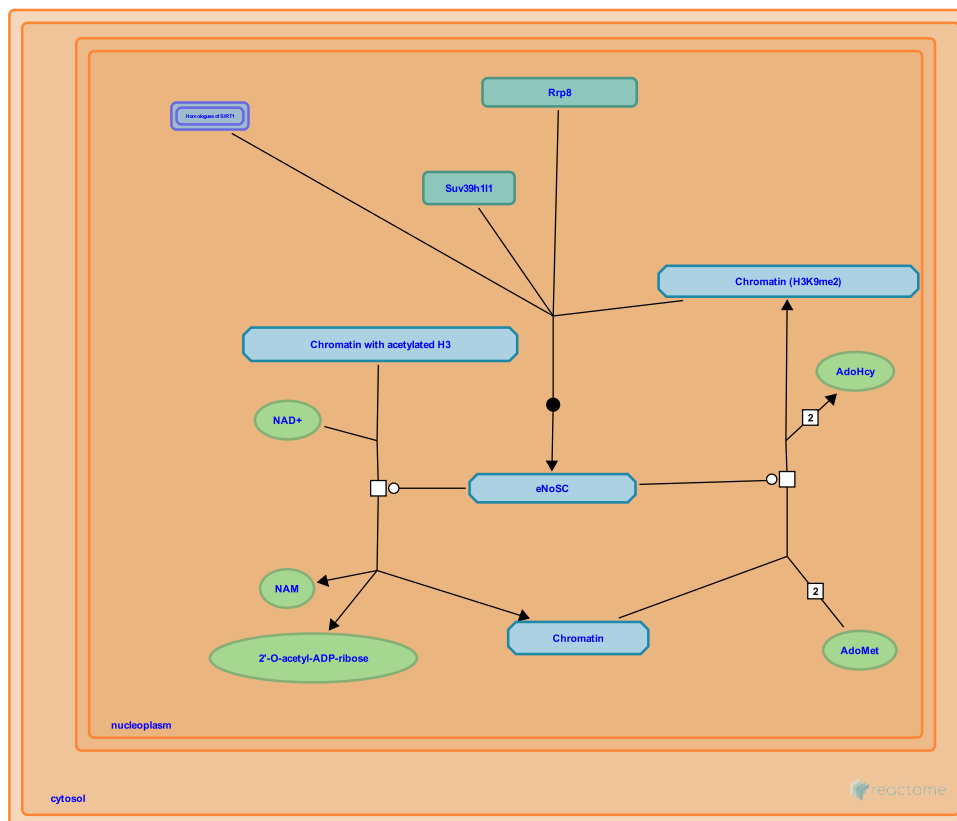 Rrp8
Homologues of SIRT1
Suv39h1l1
Chromatin (H3K9me2)
Chromatin with acetylated H3
AdoHcy
2
NAD+
eNoSC
NAM
2
Chromatin
AdoMet
2'-O-acetyl-ADP-ribose
nucleoplasm
cytosol
reactome